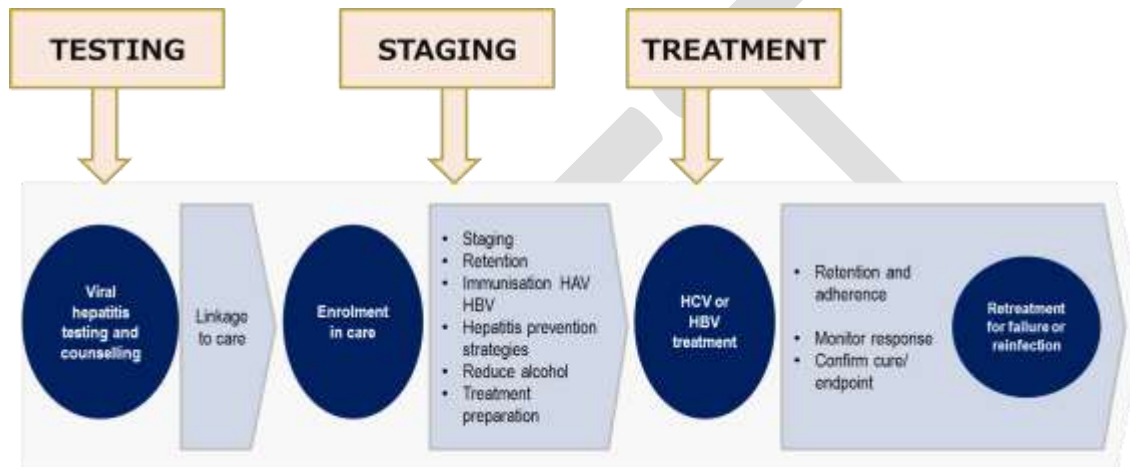 TESTING
STAGING
TREATMENT
Viral
hepatitis
testing and
counselling
Linkage
to care
Enrolment
in care
• Staging
• Retention
• Immunisation HAV
HBV
• Hepatitis prevention
strategies
• Reduce alcohol
• Treatment
preparation
HCV or
HBV
treatment
• Retention and
adherence
• Monitor response
• Confirm cure/
endpoint
Retreatment
for failure or
reinfection